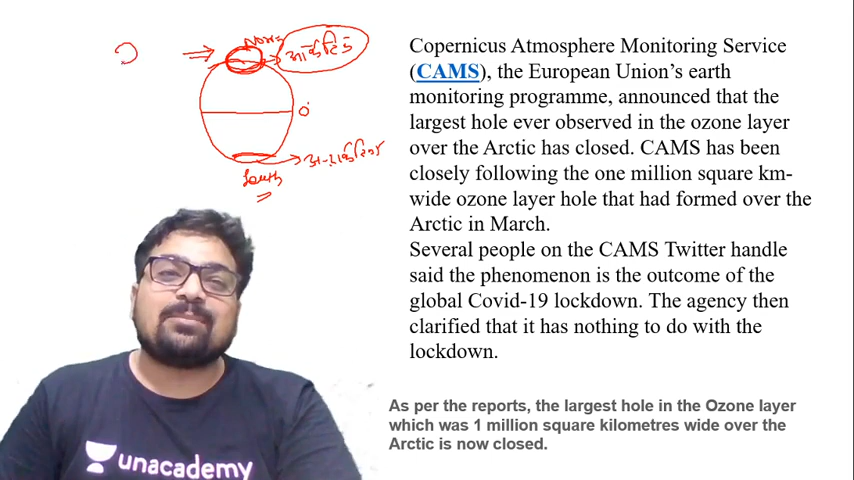 North
आर्कटिक
0°
South
Copernicus Atmosphere Monitoring Service
(CAMS), the European Union’s earth
monitoring programme, announced that the
largest hole ever observed in the ozone layer
over the Arctic has closed. CAMS has been
closely following the one million square km-
wide ozone layer hole that had formed over the
Arctic in March.
Several people on the CAMS Twitter handle
said the phenomenon is the outcome of the
global Covid-19 lockdown. The agency then
clarified that it has nothing to do with the
lockdown.
As per the reports, the largest hole in the Ozone layer
which was 1 million square kilometres wide over the
Arctic is now closed.
unacademy